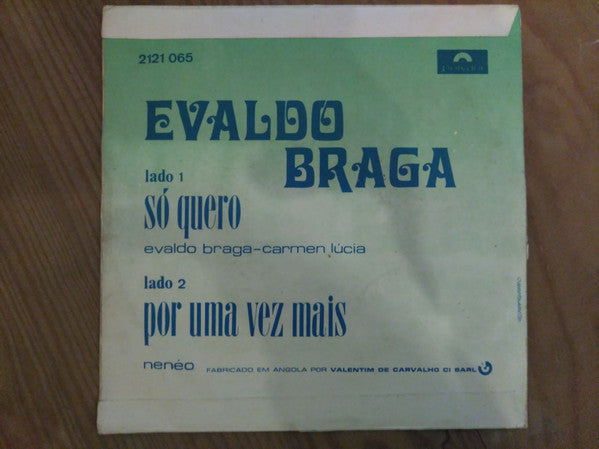 2121 065
Polydor
EVALDO
BRAGA
lado 1
só quero
evaldo braga-carmen lúcia
lado 2
por uma vez mais
nenéo FABRICADO EM ANGOLA POR VALENTIM DE CARVALHO CI SARL